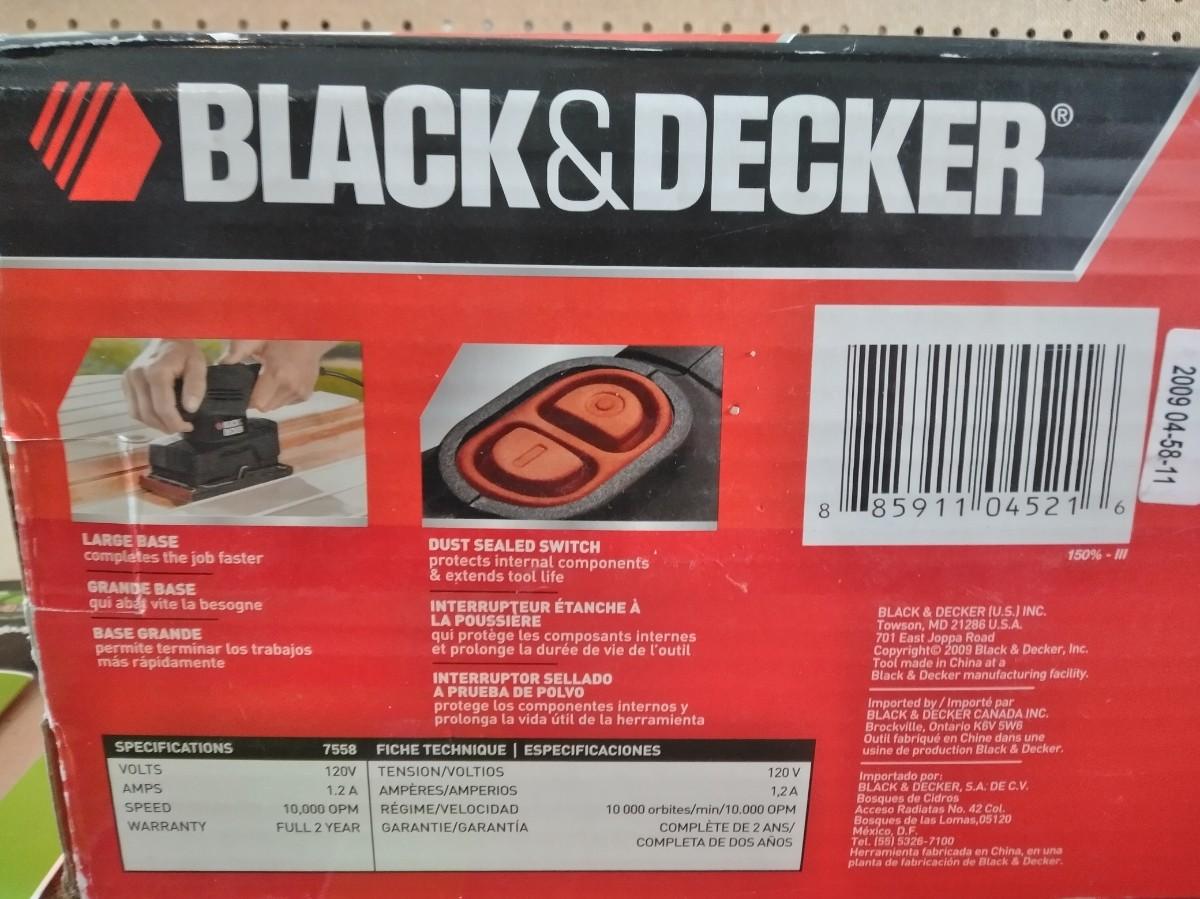 BLACK&DECKER®
BLACK&
DECKER
LARGE BASE
completes the job faster
GRANDE BASE
qui abat vite la besogne
BASE GRANDE
permite terminar los trabajos
más rápidamente
DUST SEALED SWITCH
protects internal components
& extends tool life
INTERRUPTEUR ÉTANCHE À
LA POUSSIÈRE
qui protège les composants internes
et prolonge la durée de vie de l'outil
INTERRUPTOR SELLADO
A PRUEBA DE POLVO
protege los componentes internos y
prolonga la vida útil de la herramienta
8 85911 04521 6
2009 04-58-11
150% - III
BLACK & DECKER (U.S.) INC.
Towson, MD 21286 U.S.A.
701 East Joppa Road
Copyright© 2009 Black & Decker, Inc.
Tool made in China at a
Black & Decker manufacturing facility.
Imported by / Importé par
BLACK & DECKER CANADA INC.
Brockville, Ontario K6V 5W6
Outil fabriqué en Chine dans une
usine de production Black & Decker.
Importado por:
BLACK & DECKER, S.A. DE C.V.
Bosques de Cidros
Acceso Radiatas No. 42 Col.
Bosques de las Lomas,05120
México, D.F.
Tel. (55) 5326-7100
Herramienta fabricada en China, en una
planta de fabricación de Black & Decker.
SPECIFICATIONS 7558 FICHE TECHNIQUE | ESPECIFICACIONES
VOLTS 120V TENSION/VOLTIOS 120 V
AMPS 1.2 A AMPÈRES/AMPERIOS 1,2 A
SPEED 10,000 OPM RÉGIME/VELOCIDAD 10 000 orbites/min/10.000 OPM
WARRANTY FULL 2 YEAR GARANTIE/GARANTÍA COMPLÈTE DE 2 ANS/
COMPLETA DE DOS AÑOS